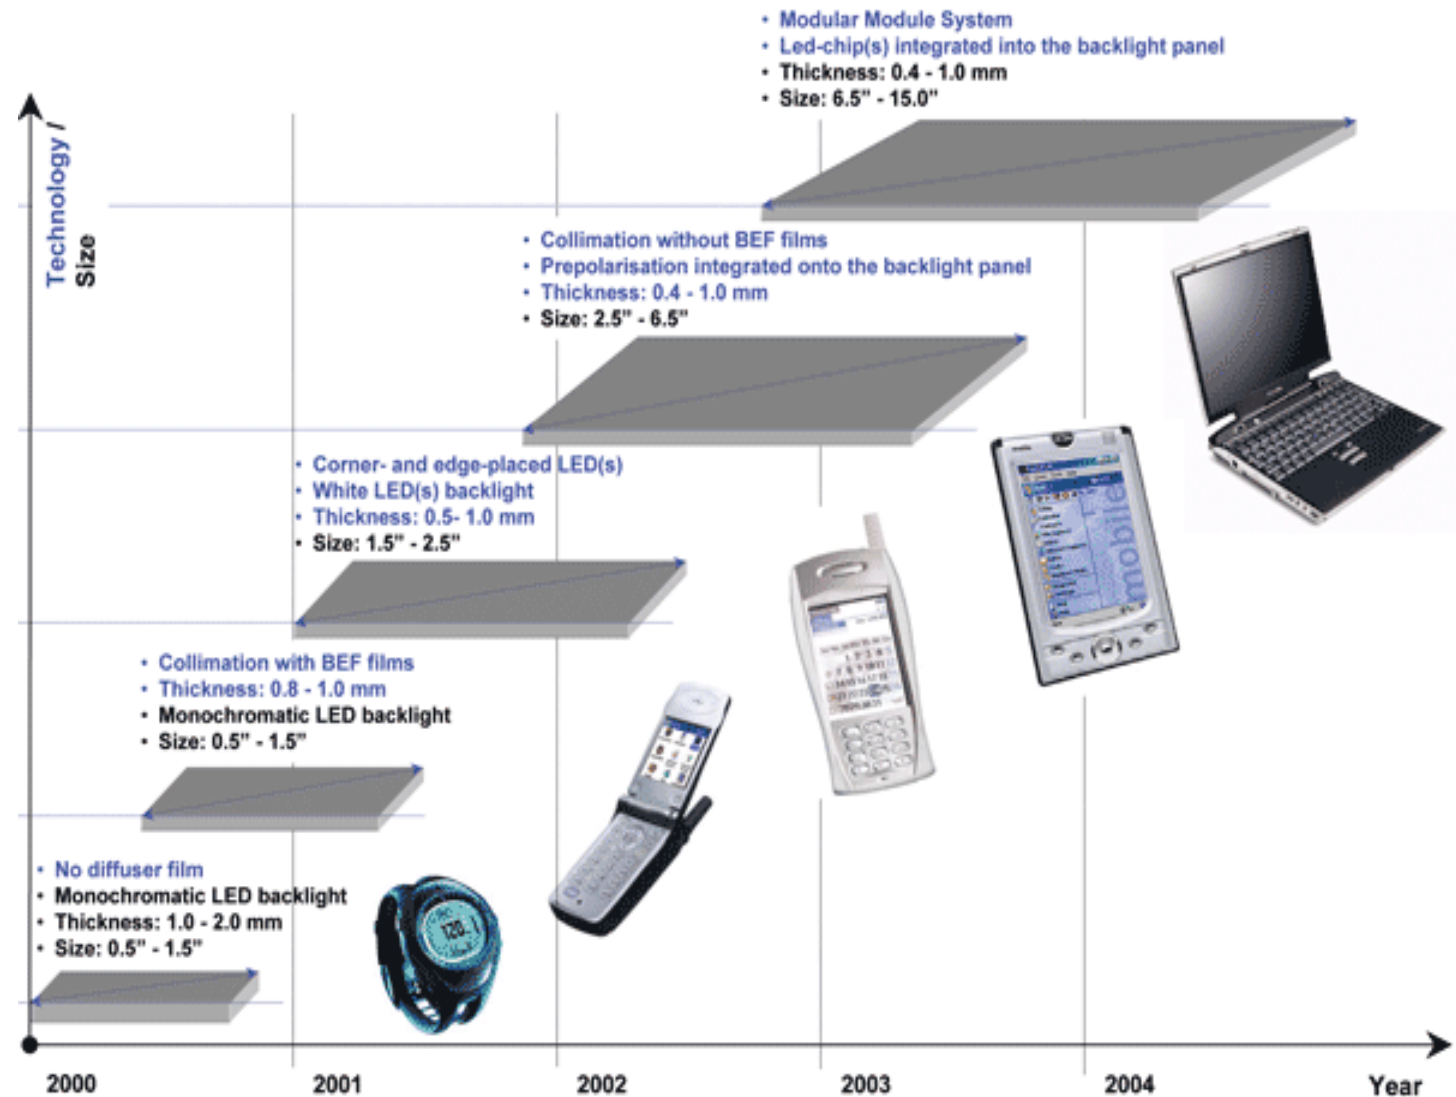 • Modular Module System
• Led-chip(s) integrated into the backlight panel
• Thickness: 0.4 - 1.0 mm
• Size: 6.5” - 15.0”
Technology /
Size
• Collimation without BEF films
• Prepolarisation integrated onto the backlight panel
• Thickness: 0.4 - 1.0 mm
• Size: 2.5” - 6.5”
• Corner- and edge-placed LED(s)
• White LED(s) backlight
• Thickness: 0.5- 1.0 mm
• Size: 1.5” - 2.5”
mobile
• Collimation with BEF films
• Thickness: 0.8 - 1.0 mm
• Monochromatic LED backlight
• Size: 0.5” - 1.5”
• No diffuser film
• Monochromatic LED backlight
• Thickness: 1.0 - 2.0 mm
• Size: 0.5” - 1.5”
2000 2001 2002 2003 2004 Year